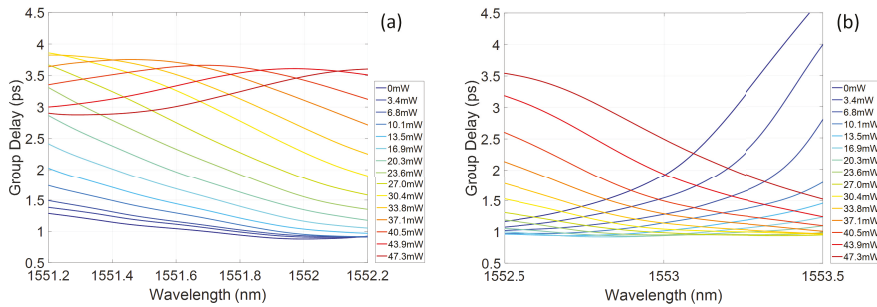 (a)
4.5
4
3.5
3
2.5
2
1.5
1
0.5
Group Delay (ps)
1551.2 1551.4 1551.6 1551.8 1552 1552.2
Wavelength (nm)
0mW
3.4mW
6.8mW
10.1mW
13.5mW
16.9mW
20.3mW
23.6mW
27.0mW
30.4mW
33.8mW
37.1mW
40.5mW
43.9mW
47.3mW
(b)
4.5
4
3.5
3
2.5
2
1.5
1
0.5
Group Delay (ps)
1552.5 1553 1553.5
Wavelength (nm)
0mW
3.4mW
6.8mW
10.1mW
13.5mW
16.9mW
20.3mW
23.6mW
27.0mW
30.4mW
33.8mW
37.1mW
40.5mW
43.9mW
47.3mW